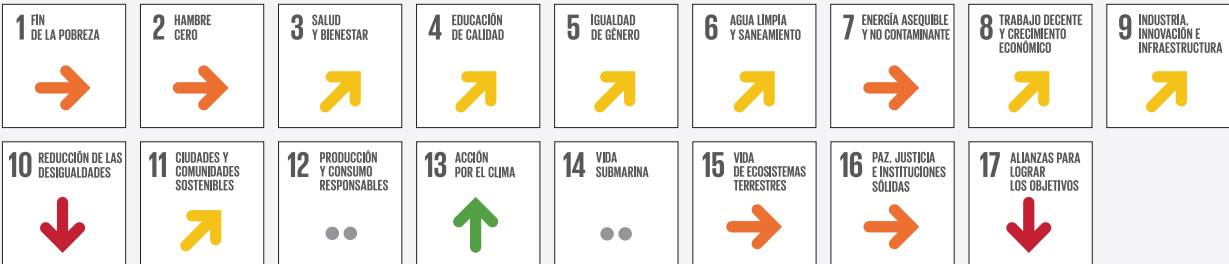 1 FIN
DE LA POBREZA
2 HAMBRE
CERO
3 SALUD
Y BIENESTAR
4 EDUCACIÓN
DE CALIDAD
5 IGUALDAD
DE GÉNERO
6 AGUA LIMPIA
Y SANEAMIENTO
7 ENERGÍA ASEQUIBLE
Y NO CONTAMINANTE
8 TRABAJO DECENTE
Y CRECIMIENTO
ECONÓMICO
9 INDUSTRIA,
INNOVACIÓN E
INFRAESTRUCTURA
10 REDUCCIÓN DE LAS
DESIGUALDADES
11 CIUDADES Y
COMUNIDADES
SOSTENIBLES
12 PRODUCCIÓN
Y CONSUMO
RESPONSABLES
13 ACCIÓN
POR EL CLIMA
14 VIDA
SUBMARINA
15 VIDA
DE ECOSISTEMAS
TERRESTRES
16 PAZ, JUSTICIA
E INSTITUCIONES
SÓLIDAS
17 ALIANZAS PARA
LOGRAR
LOS OBJETIVOS